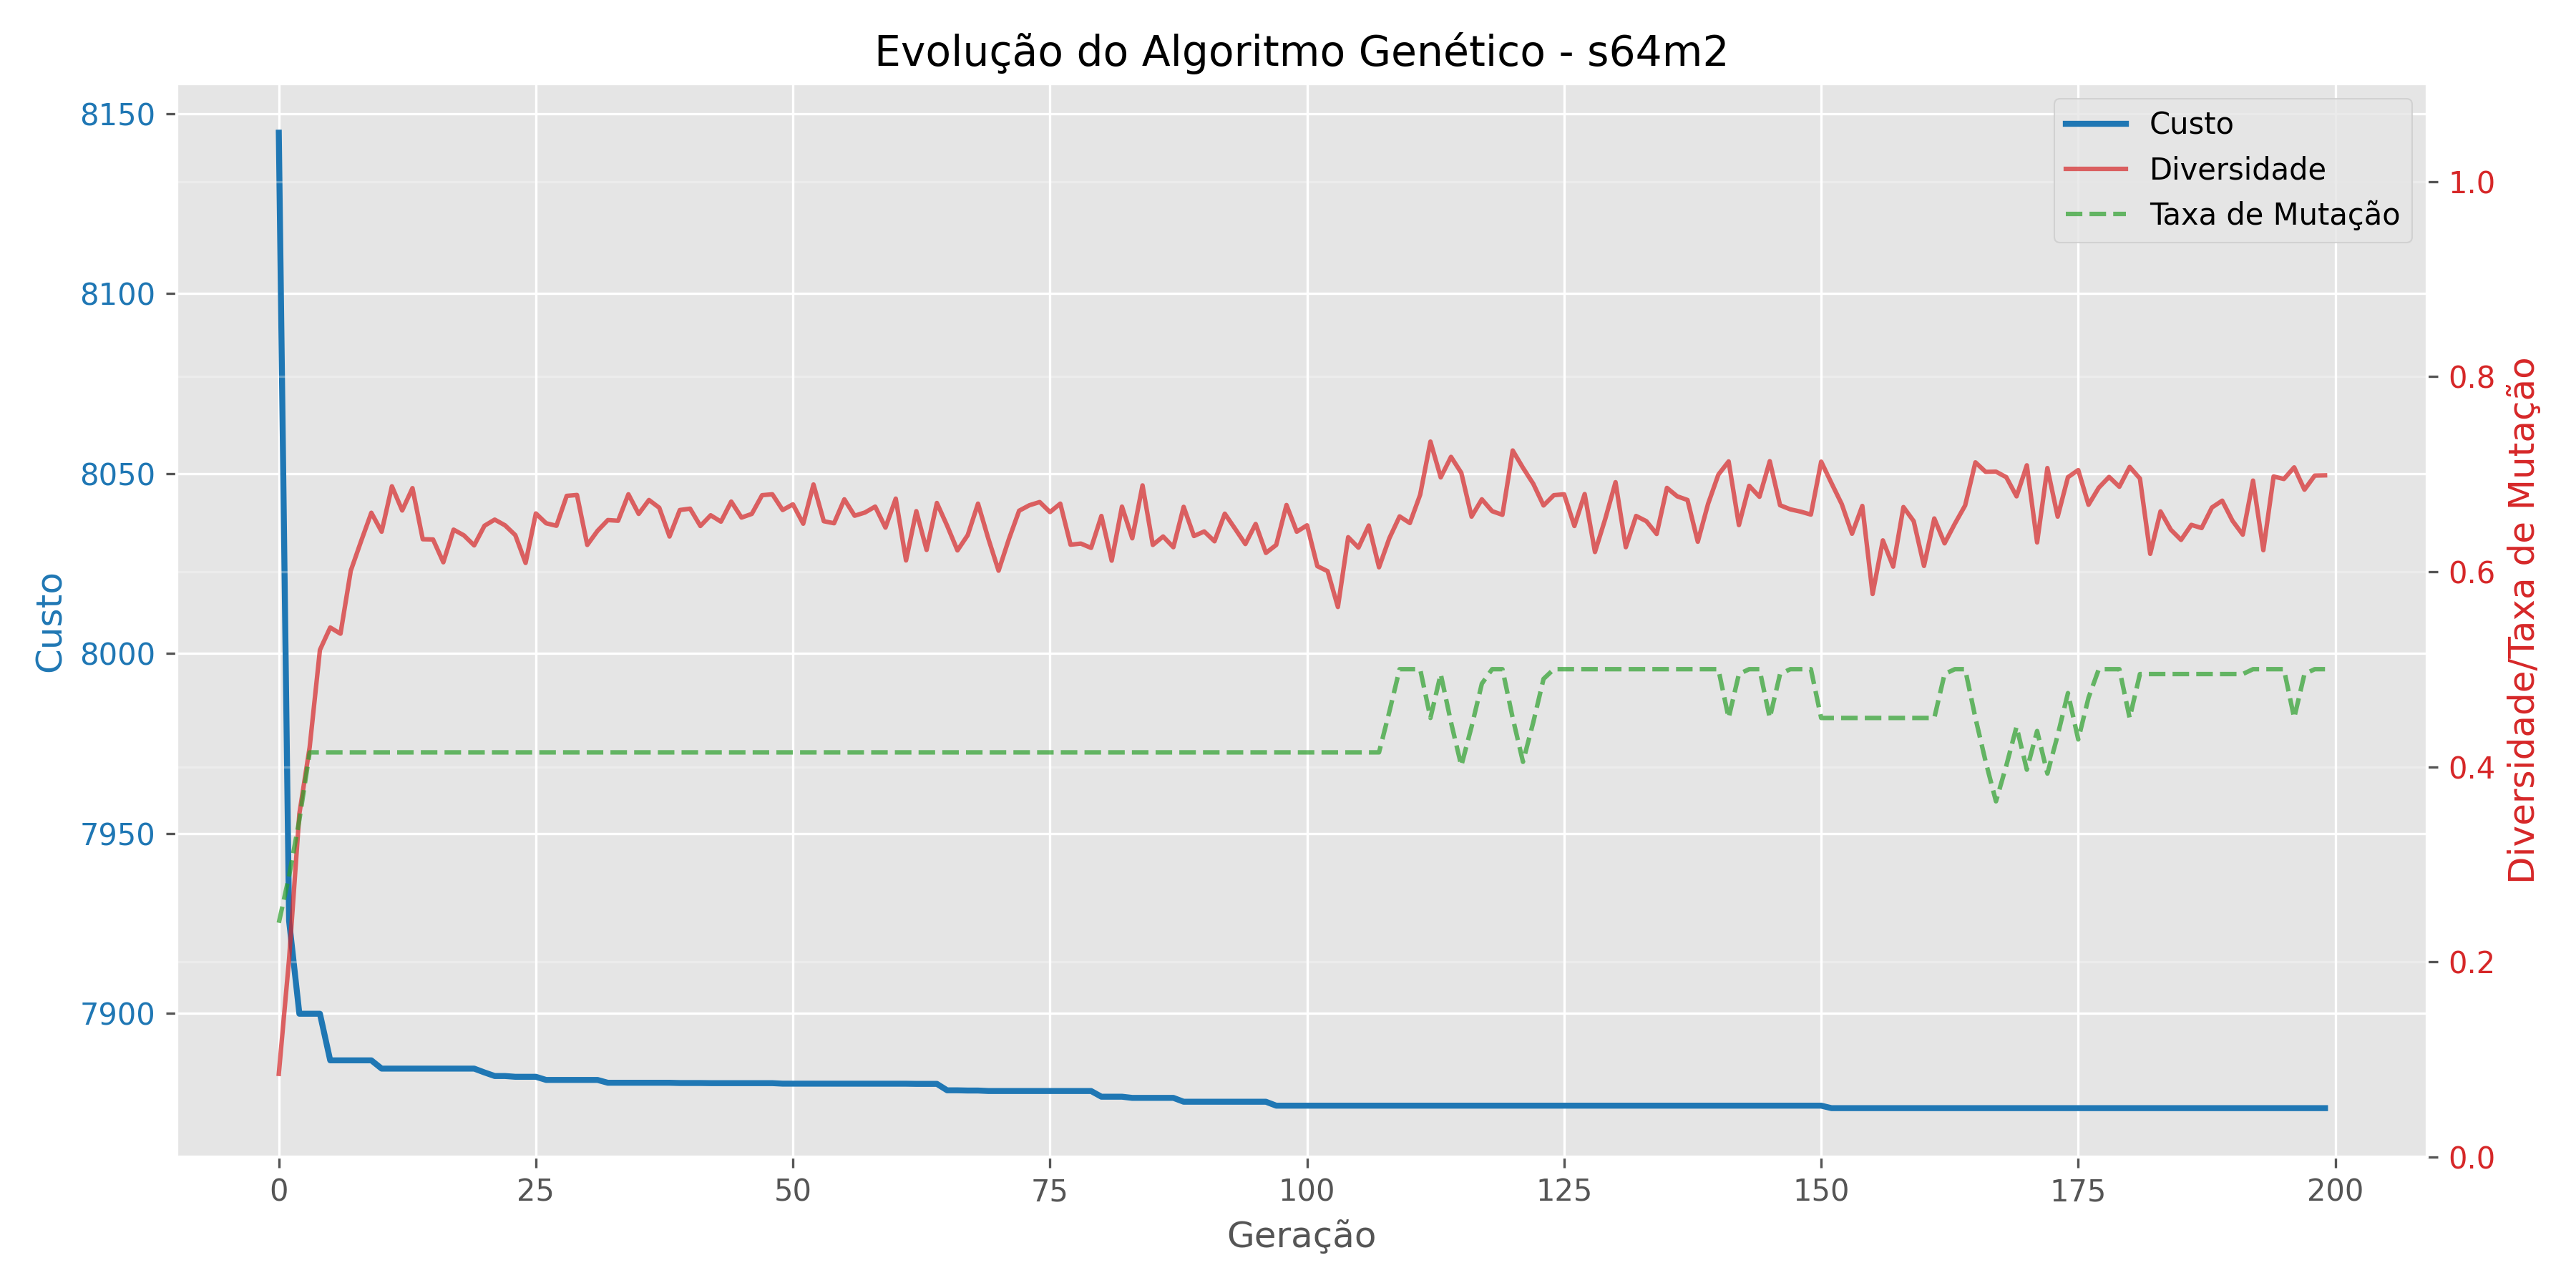 Evolução do Algoritmo Genético - s64m2
Custo
Diversidade
Taxa de Mutação
8150
8100
8050
8000
7950
7900
Custo
1.0
0.8
0.6
0.4
0.2
0.0
Diversidade/Taxa de Mutação
0 25 50 75 100 125 150 175 200
Geração